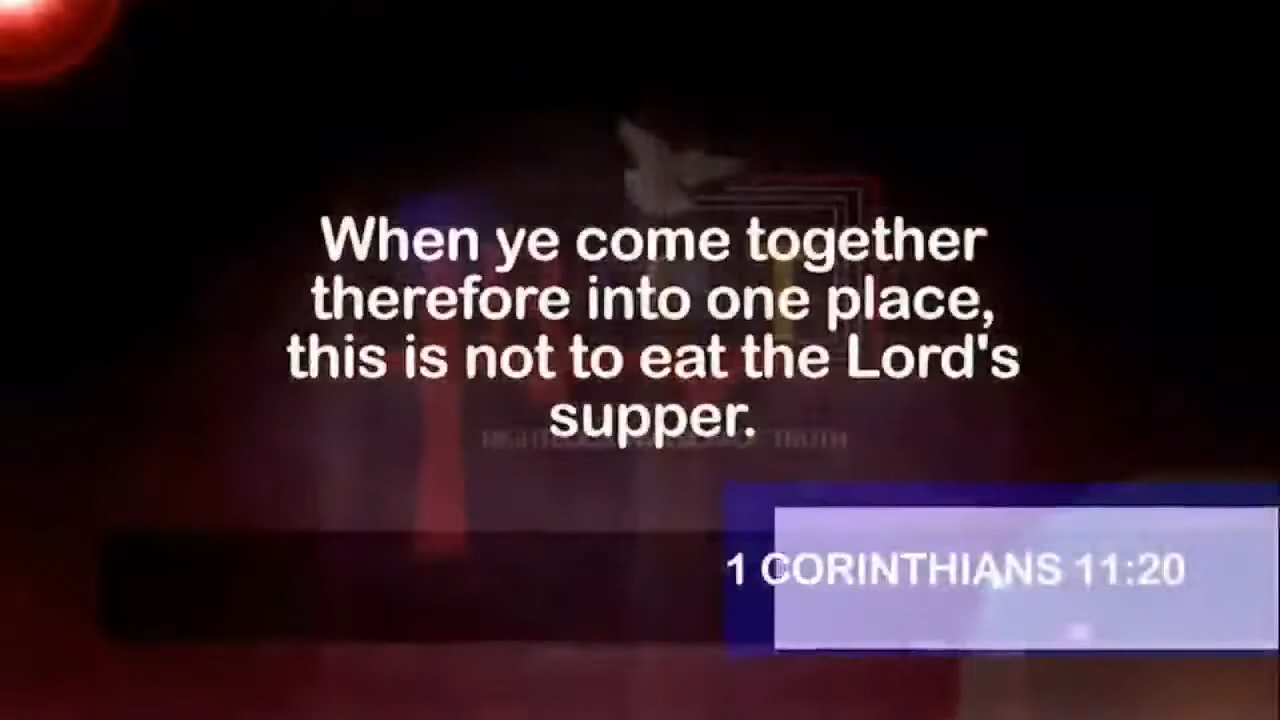 When ye come together
therefore into one place,
this is not to eat the Lord's
supper.
TRUTH
1 CORINTHIANS 11:20